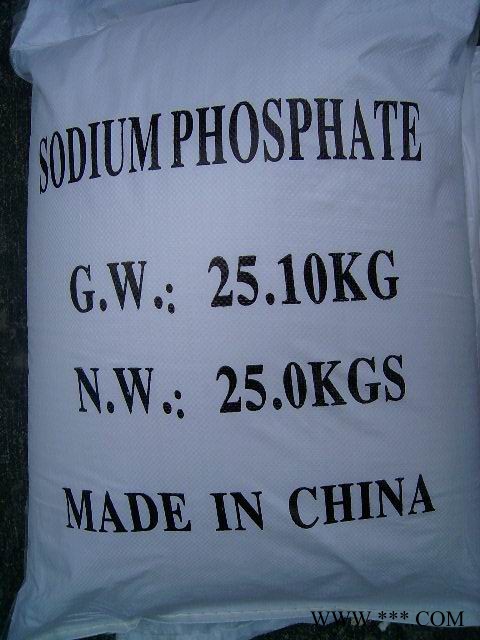 SODIUM PHOSPHATE
G.W.: 25.10KG
N.W.: 25.0KGS
MADE IN CHINA
WWW.***.COM